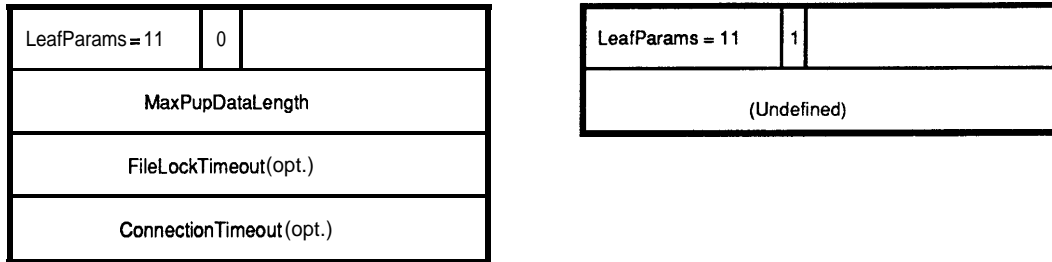 LeafParams = 11 0
MaxPupDataLength
FileLockTimeout (opt.)
ConnectionTimeout (opt.)
LeafParams = 11 1
(Undefined)